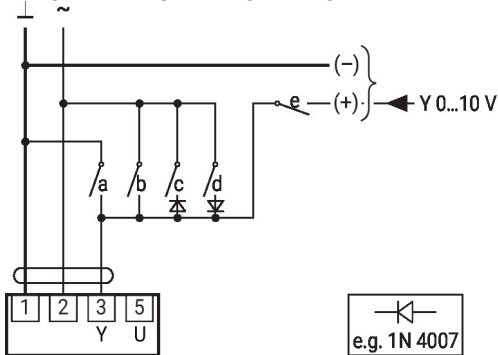 ⊥ ~
(–)
e (+) Y 0...10 V
a b c d
1 2 3 5
Y U
e.g. 1N 4007